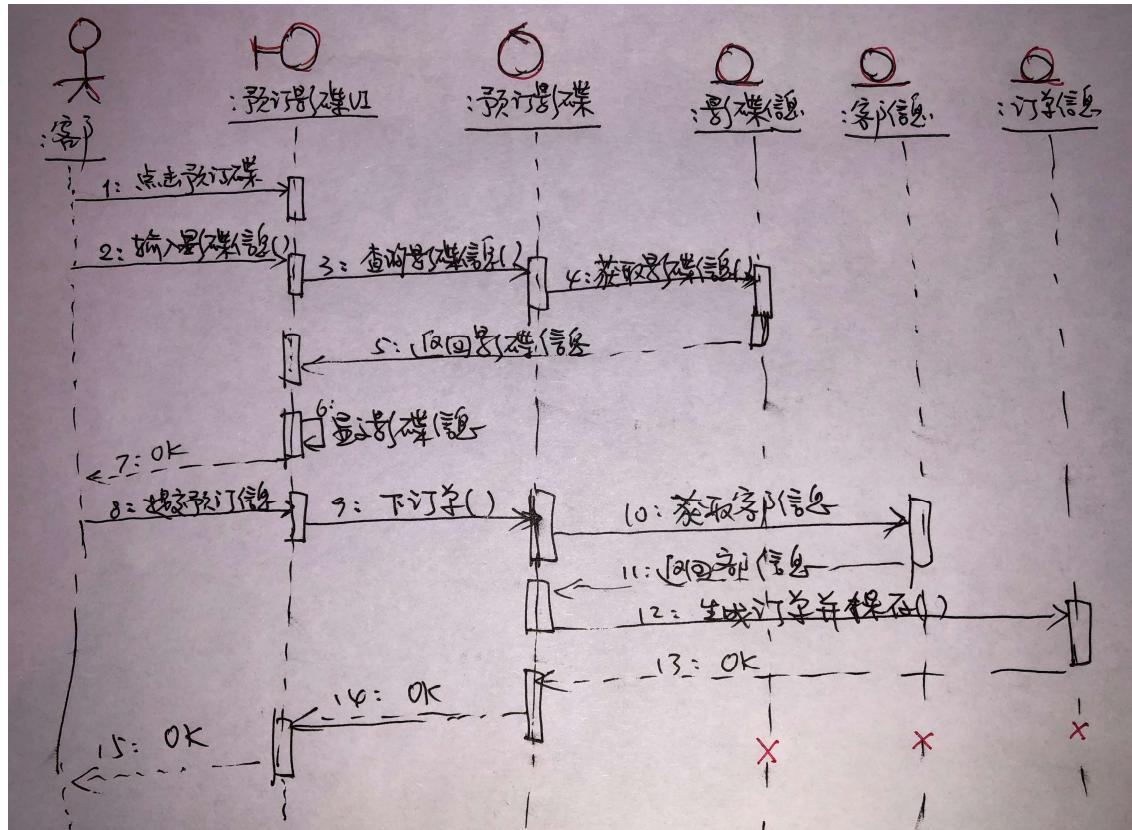 :客户
:预订影碟UI
:预订影碟
:影碟信息
:客户信息
:订单信息
1: 点击预订碟
2: 输入影碟信息()
3: 查询影碟信息()
4: 获取影碟信息()
5: 返回影碟信息
6: 显示影碟信息
7: OK
8: 提交预订信息
9: 下订单()
10: 获取客户信息
11: 返回客户信息
12: 生成订单并保存()
13: OK
14: OK
15: OK